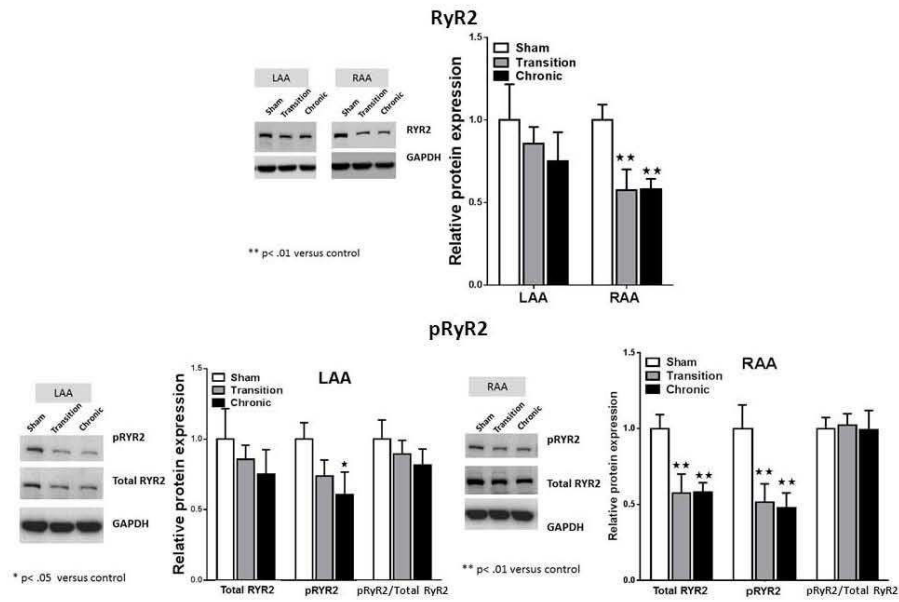 RyR2
LAA RAA
Sham Transition Chronic Sham Transition Chronic
RYR2
GAPDH
** p< .01 versus control
Relative protein expression
1.5
1.0
0.5
0.0
Sham
Transition
Chronic
★★ ★★
LAA RAA
pRyR2
LAA
Sham Transition Chronic
pRYR2
Total RYR2
GAPDH
* p< .05 versus control
Relative protein expression
1.5
1.0
0.5
0.0
Sham
Transition
Chronic
LAA
★
Total RYR2 pRYR2 pRyR2/Total RyR2
RAA
Sham Transition Chronic
pRYR2
Total RYR2
GAPDH
** p< .01 versus control
Relative protein expression
1.5
1.0
0.5
0.0
Sham
Transition
Chronic
RAA
★★ ★★ ★★ ★★
Total RYR2 pRYR2 pRyR2/Total RyR2